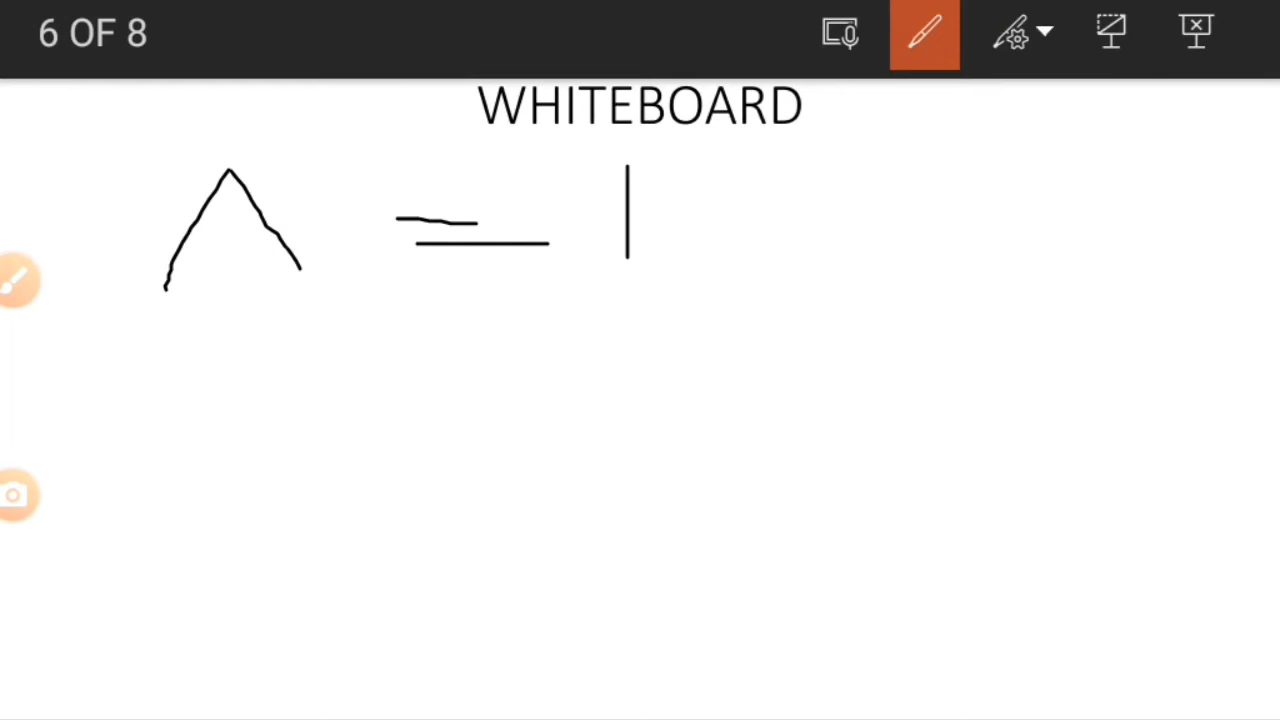 6 OF 8
WHITEBOARD
Λ = |